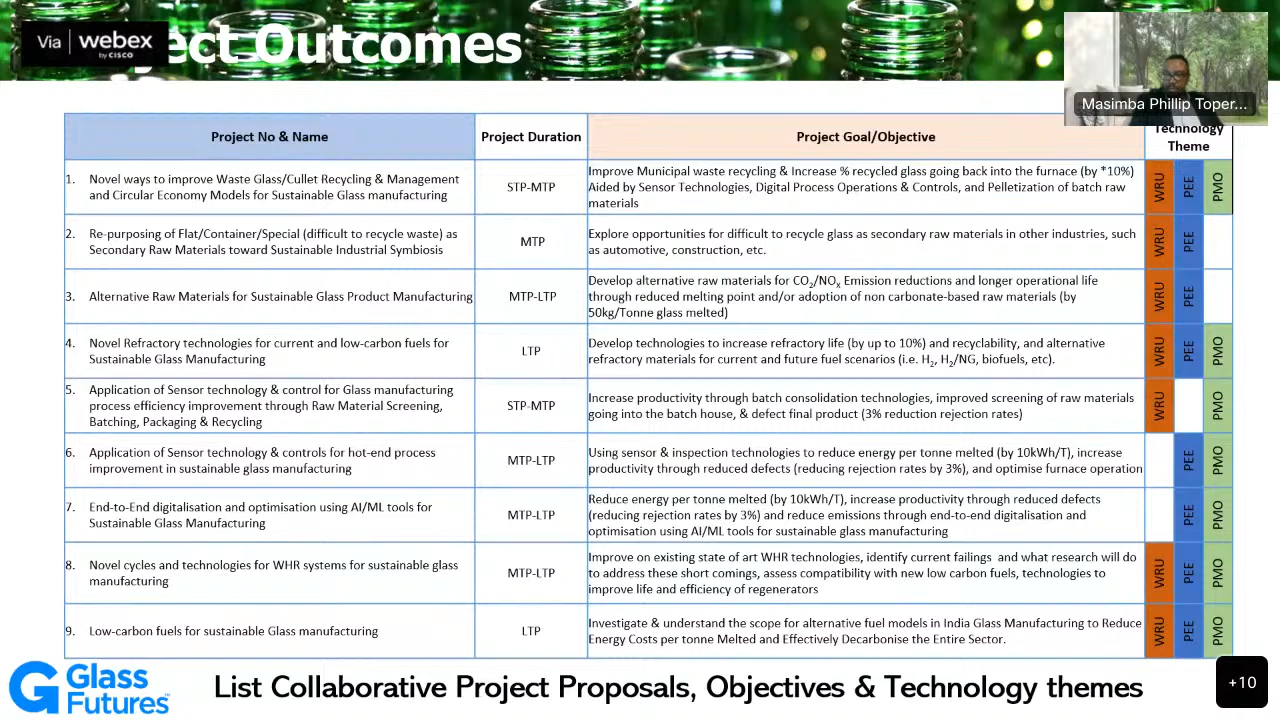 Via webex
by CISCO
ject Outcomes
Masimba Phillip Toper...
Project No & Name
Project Duration
Project Goal/Objective
Technology
Theme
1. Novel ways to improve Waste Glass/Cullet Recycling & Management
and Circular Economy Models for Sustainable Glass manufacturing
STP-MTP
Improve Municipal waste recycling & Increase % recycled glass going back into the furnace (by *10%)
Aided by Sensor Technologies, Digital Process Operations & Controls, and Pelletization of batch raw
materials
WRU PEE PMO
2. Re-purposing of Flat/Container/Special (difficult to recycle waste) as
Secondary Raw Materials toward Sustainable Industrial Symbiosis
MTP
Explore opportunities for difficult to recycle glass as secondary raw materials in other industries, such
as automotive, construction, etc.
WRU PEE
3. Alternative Raw Materials for Sustainable Glass Product Manufacturing
MTP-LTP
Develop alternative raw materials for CO₂/NOₓ Emission reductions and longer operational life
through reduced melting point and/or adoption of non carbonate-based raw materials (by
50kg/Tonne glass melted)
WRU PEE
4. Novel Refractory technologies for current and low-carbon fuels for
Sustainable Glass Manufacturing
LTP
Develop technologies to increase refractory life (by up to 10%) and recyclability, and alternative
refractory materials for current and future fuel scenarios (i.e. H₂, H₂/NG, biofuels, etc).
WRU PEE PMO
5. Application of Sensor technology & control for Glass manufacturing
process efficiency improvement through Raw Material Screening,
Batching, Packaging & Recycling
STP-MTP
Increase productivity through batch consolidation technologies, improved screening of raw materials
going into the batch house, & defect final product (3% reduction rejection rates)
WRU PMO
6. Application of Sensor technology & controls for hot-end process
improvement in sustainable glass manufacturing
MTP-LTP
Using sensor & inspection technologies to reduce energy per tonne melted (by 10kWh/T), increase
productivity through reduced defects (reducing rejection rates by 3%), and optimise furnace operation
PEE PMO
7. End-to-End digitalisation and optimisation using AI/ML tools for
Sustainable Glass Manufacturing
MTP-LTP
Reduce energy per tonne melted (by 10kWh/T), increase productivity through reduced defects
(reducing rejection rates by 3%) and reduce emissions through end-to-end digitalisation and
optimisation using AI/ML tools for sustainable glass manufacturing
PEE PMO
8. Novel cycles and technologies for WHR systems for sustainable glass
manufacturing
MTP-LTP
Improve on existing state of art WHR technologies, identify current failings and what research will do
to address these short comings, assess compatibility with new low carbon fuels, technologies to
improve life and efficiency of regenerators
WRU PEE PMO
9. Low-carbon fuels for sustainable Glass manufacturing
LTP
Investigate & understand the scope for alternative fuel models in India Glass Manufacturing to Reduce
Energy Costs per tonne Melted and Effectively Decarbonise the Entire Sector.
WRU PEE PMO
Glass
Futures™
List Collaborative Project Proposals, Objectives & Technology themes
+10